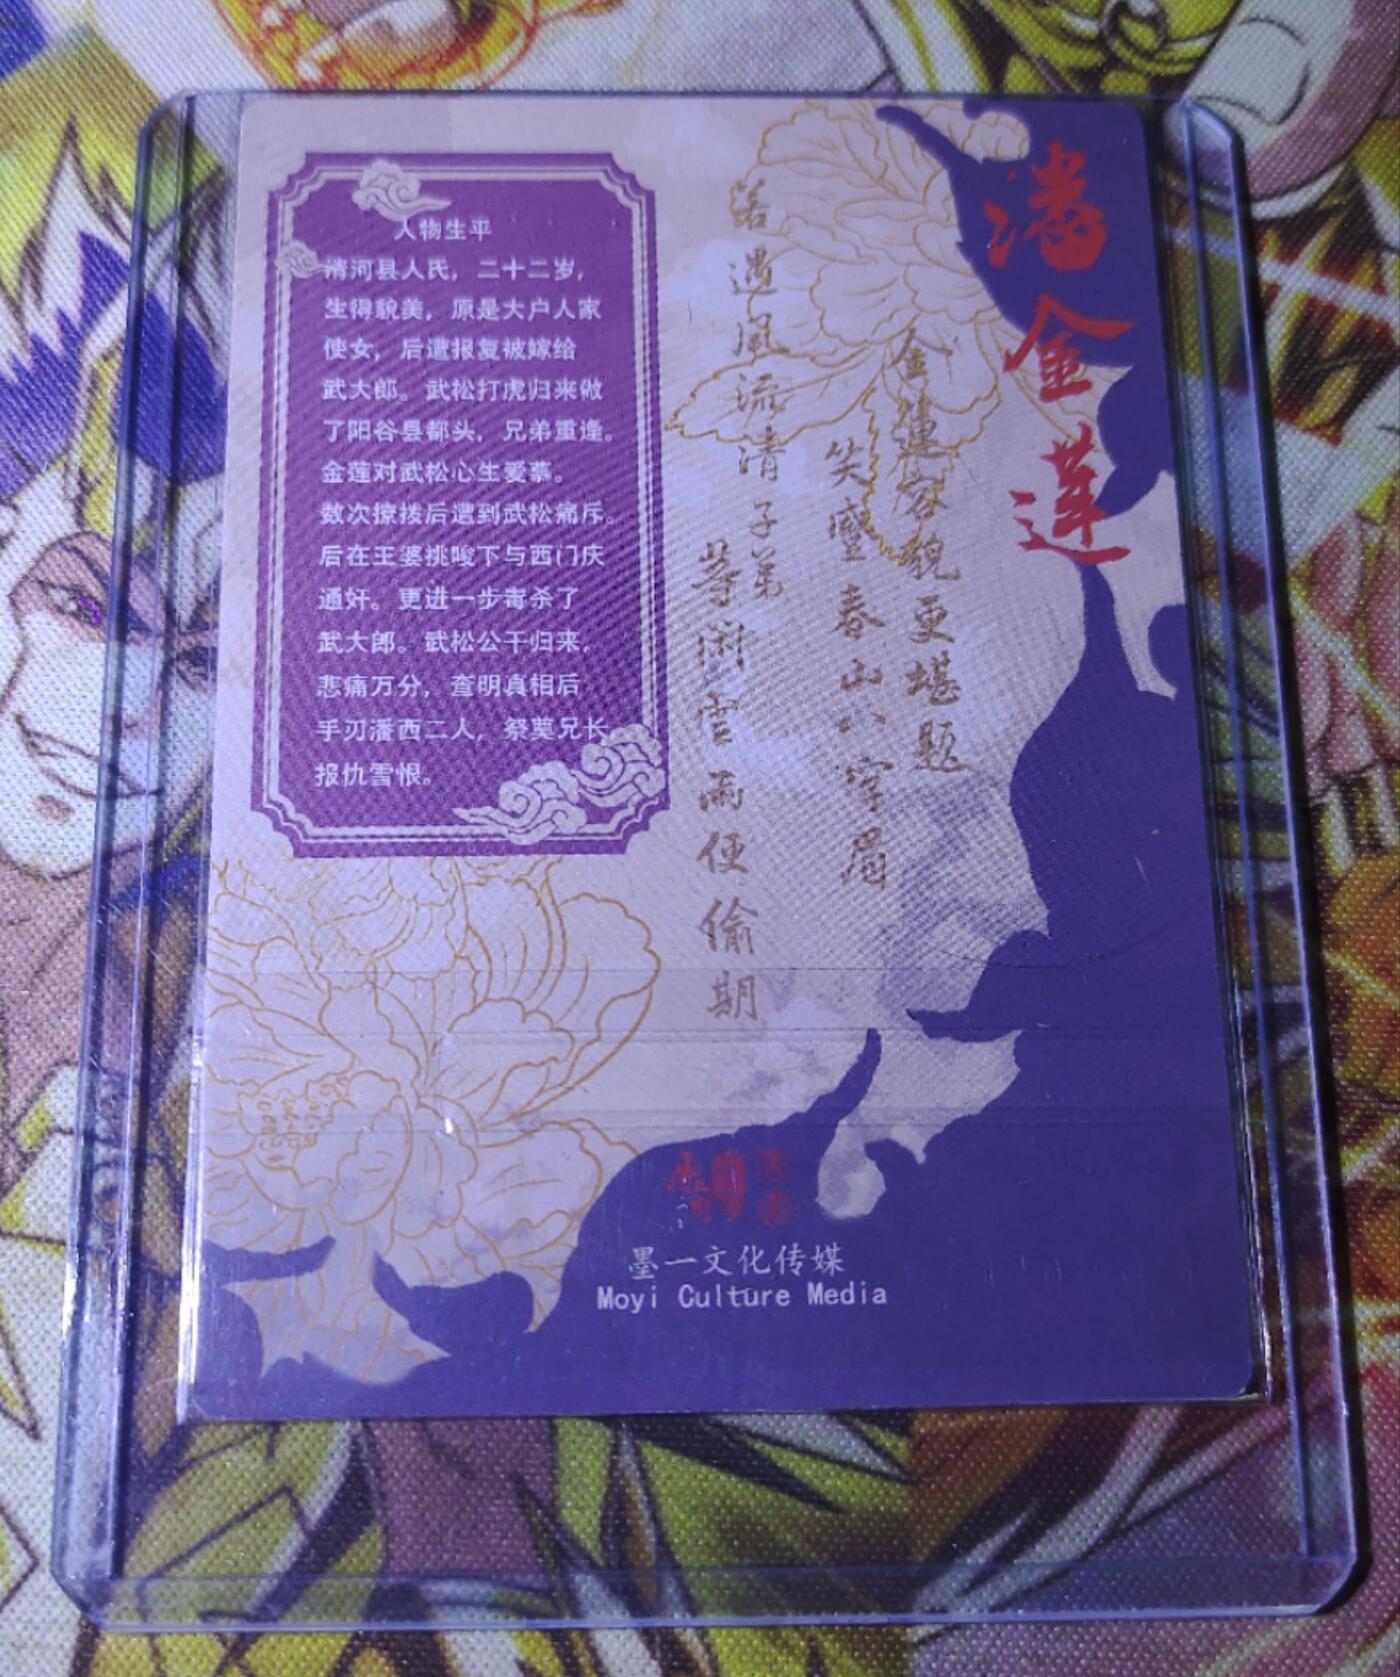 潘金莲
金莲容貌更堪题
笑蹙春山八字眉
若遇风流清子弟
等闲云雨便偷期
人物生平
清河县人氏，二十二岁，
生得貌美，原是大户人家
使女，后遭报复被嫁给
武大郎。武松打虎归来做
了阳谷县都头，兄弟重逢。
金莲对武松心生爱慕。
数次撩拨后遭到武松痛斥。
后在王婆挑唆下与西门庆
通奸。更进一步毒杀了
武大郎。武松公干归来，
悲痛万分，查明真相后
手刃潘西二人，祭奠兄长
报仇雪恨。
墨一文化传媒
Moyi Culture Media